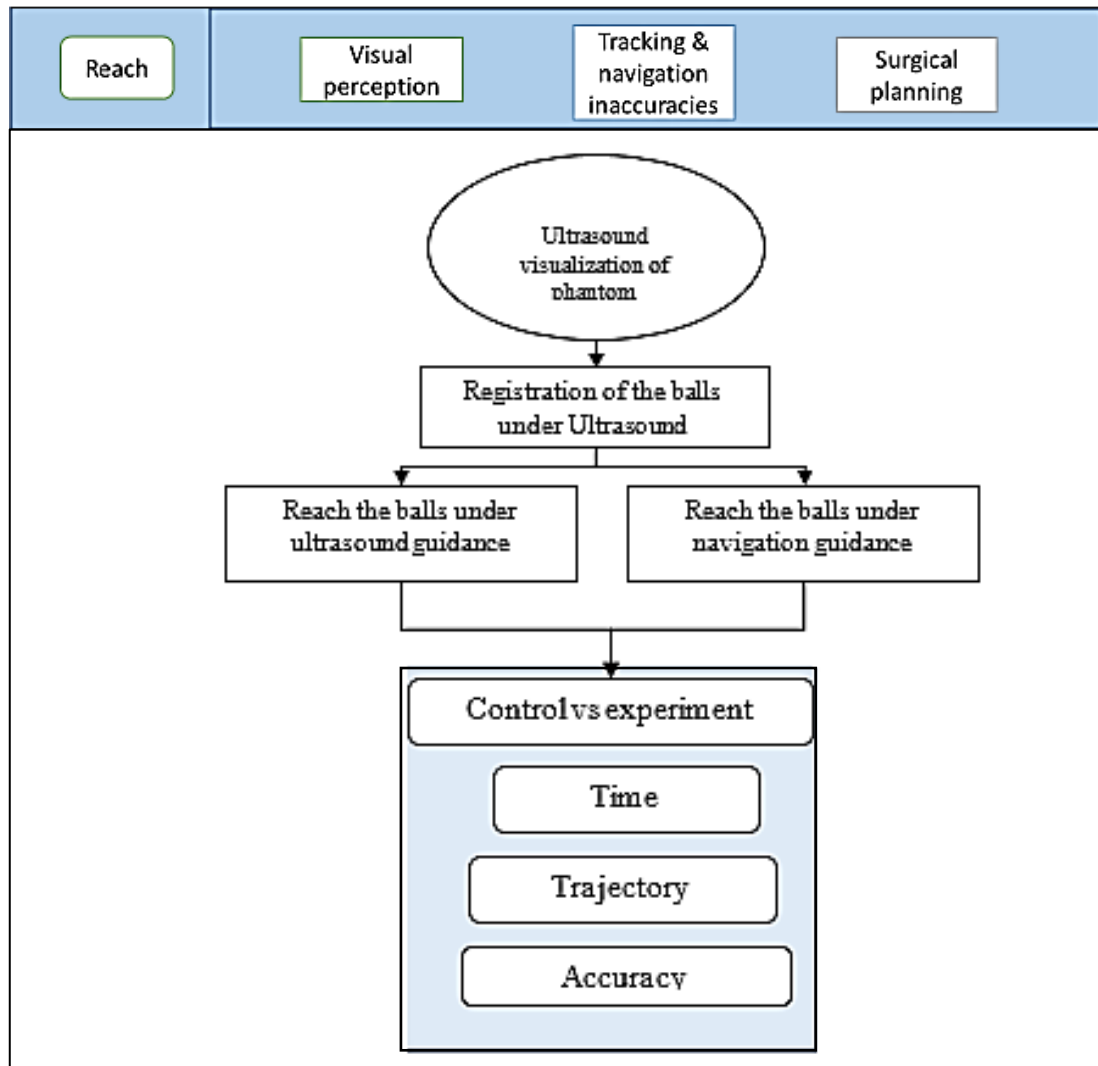 Reach
Visual
perception
Tracking &
navigation
inaccuracies
Surgical
planning
Ultrasound
visualization of
phantom
Registration of the balls
under Ultrasound
Reach the balls under
ultrasound guidance
Reach the balls under
navigation guidance
Control vs experiment
Time
Trajectory
Accuracy